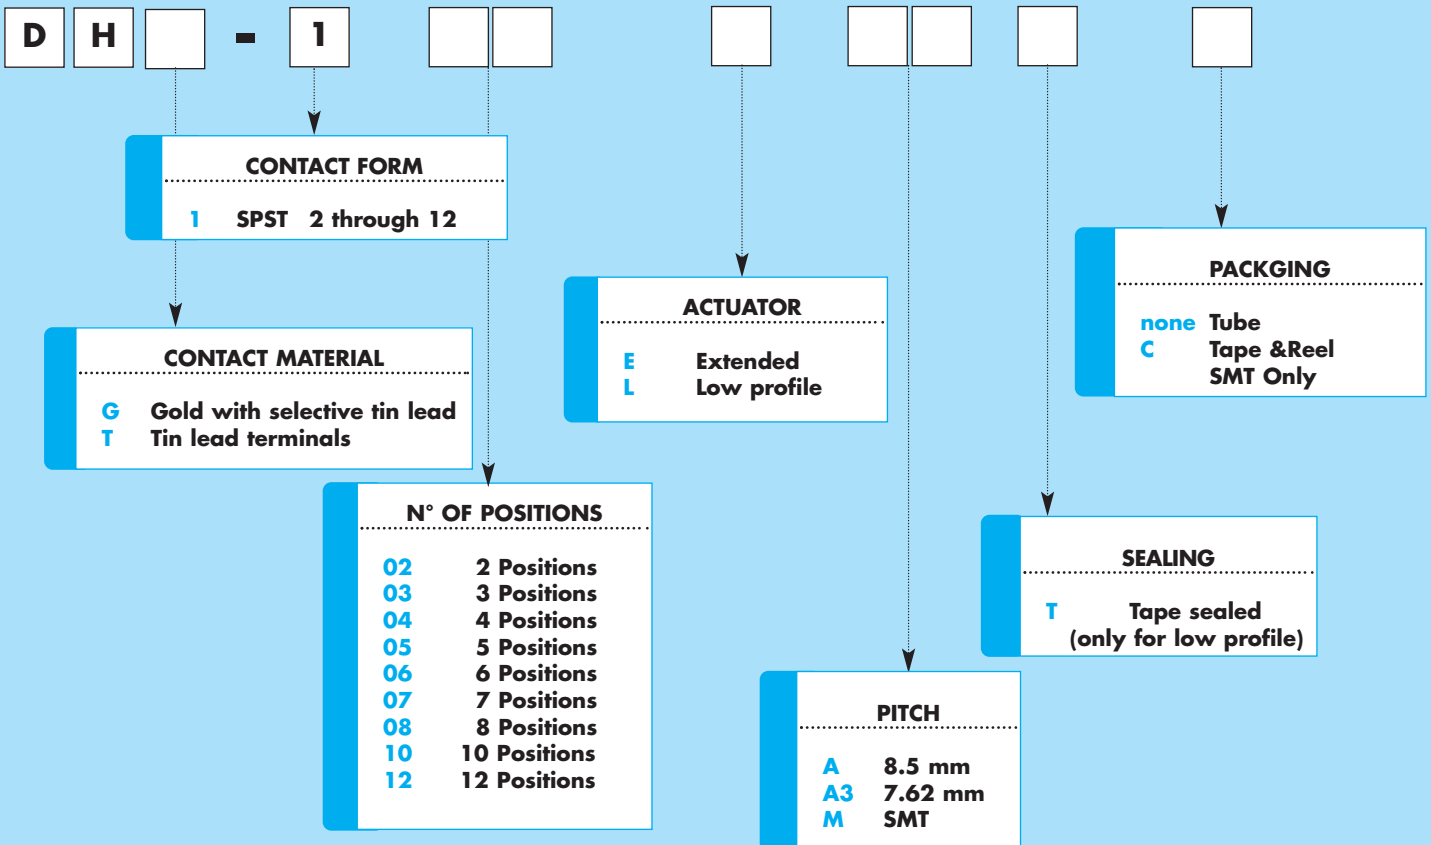 D H - 1
CONTACT FORM
1 SPST 2 through 12
CONTACT MATERIAL
G Gold with selective tin lead
T Tin lead terminals
N° OF POSITIONS
02 2 Positions
03 3 Positions
04 4 Positions
05 5 Positions
06 6 Positions
07 7 Positions
08 8 Positions
10 10 Positions
12 12 Positions
ACTUATOR
E Extended
L Low profile
PITCH
A 8.5 mm
A3 7.62 mm
M SMT
SEALING
T Tape sealed
(only for low profile)
PACKGING
none Tube
C Tape &Reel
SMT Only